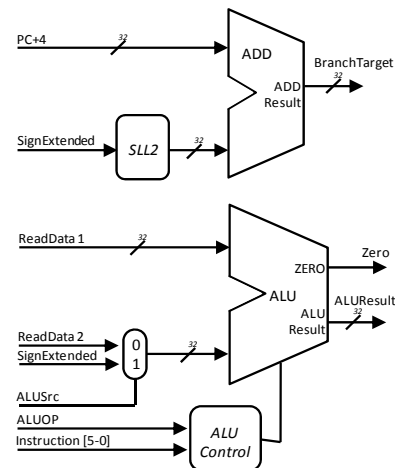 PC+4
32
ADD
BranchTarget
32
ADD
Result
SignExtended
SLL2
32
ReadData 1
32
Zero
ZERO
ALU
ALUResult
ALU
Result
32
ReadData 2
0
32
SignExtended
1
ALUSrc
ALUOP
ALU
Control
Instruction [5-0]